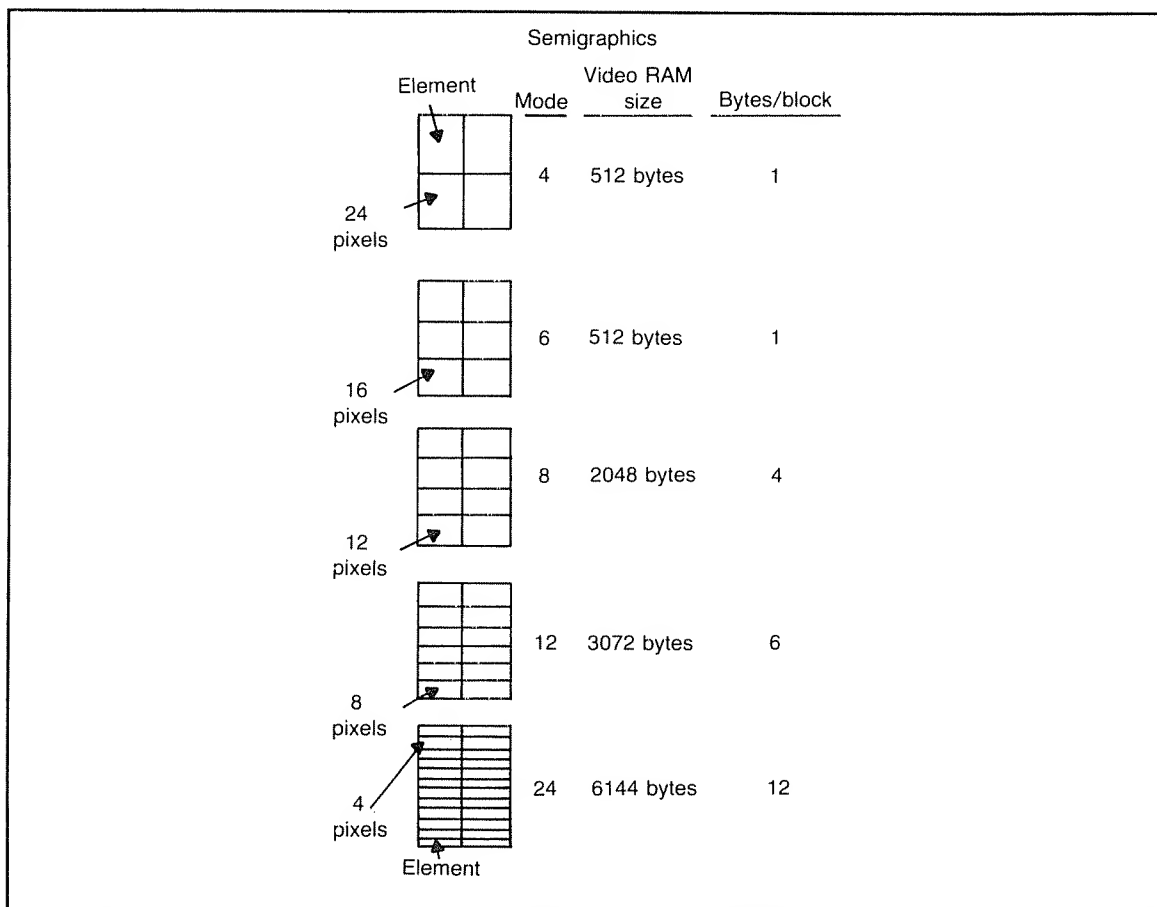 Semigraphics
Element
Mode
Video RAM
size
Bytes/block
4 512 bytes 1
24
pixels
6 512 bytes 1
16
pixels
8 2048 bytes 4
12
pixels
12 3072 bytes 6
8
pixels
24 6144 bytes 12
4
pixels
Element